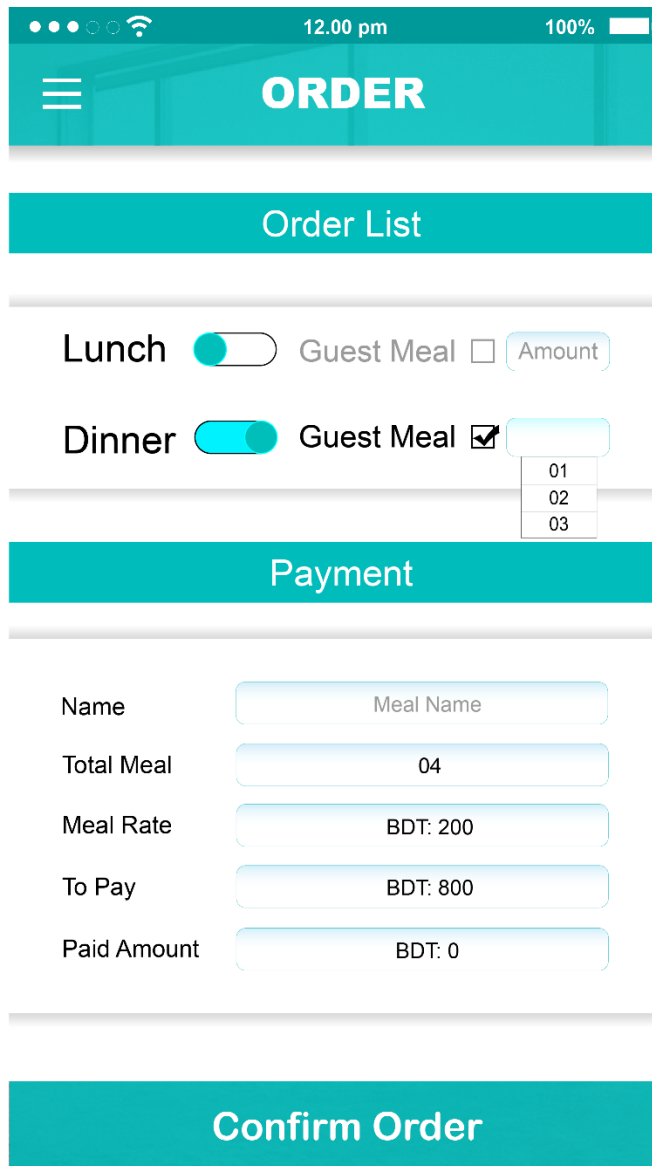 12.00 pm 100%
ORDER
Order List
Lunch Guest Meal Amount
Dinner Guest Meal
01
02
03
Payment
Name Meal Name
Total Meal 04
Meal Rate BDT: 200
To Pay BDT: 800
Paid Amount BDT: 0
Confirm Order